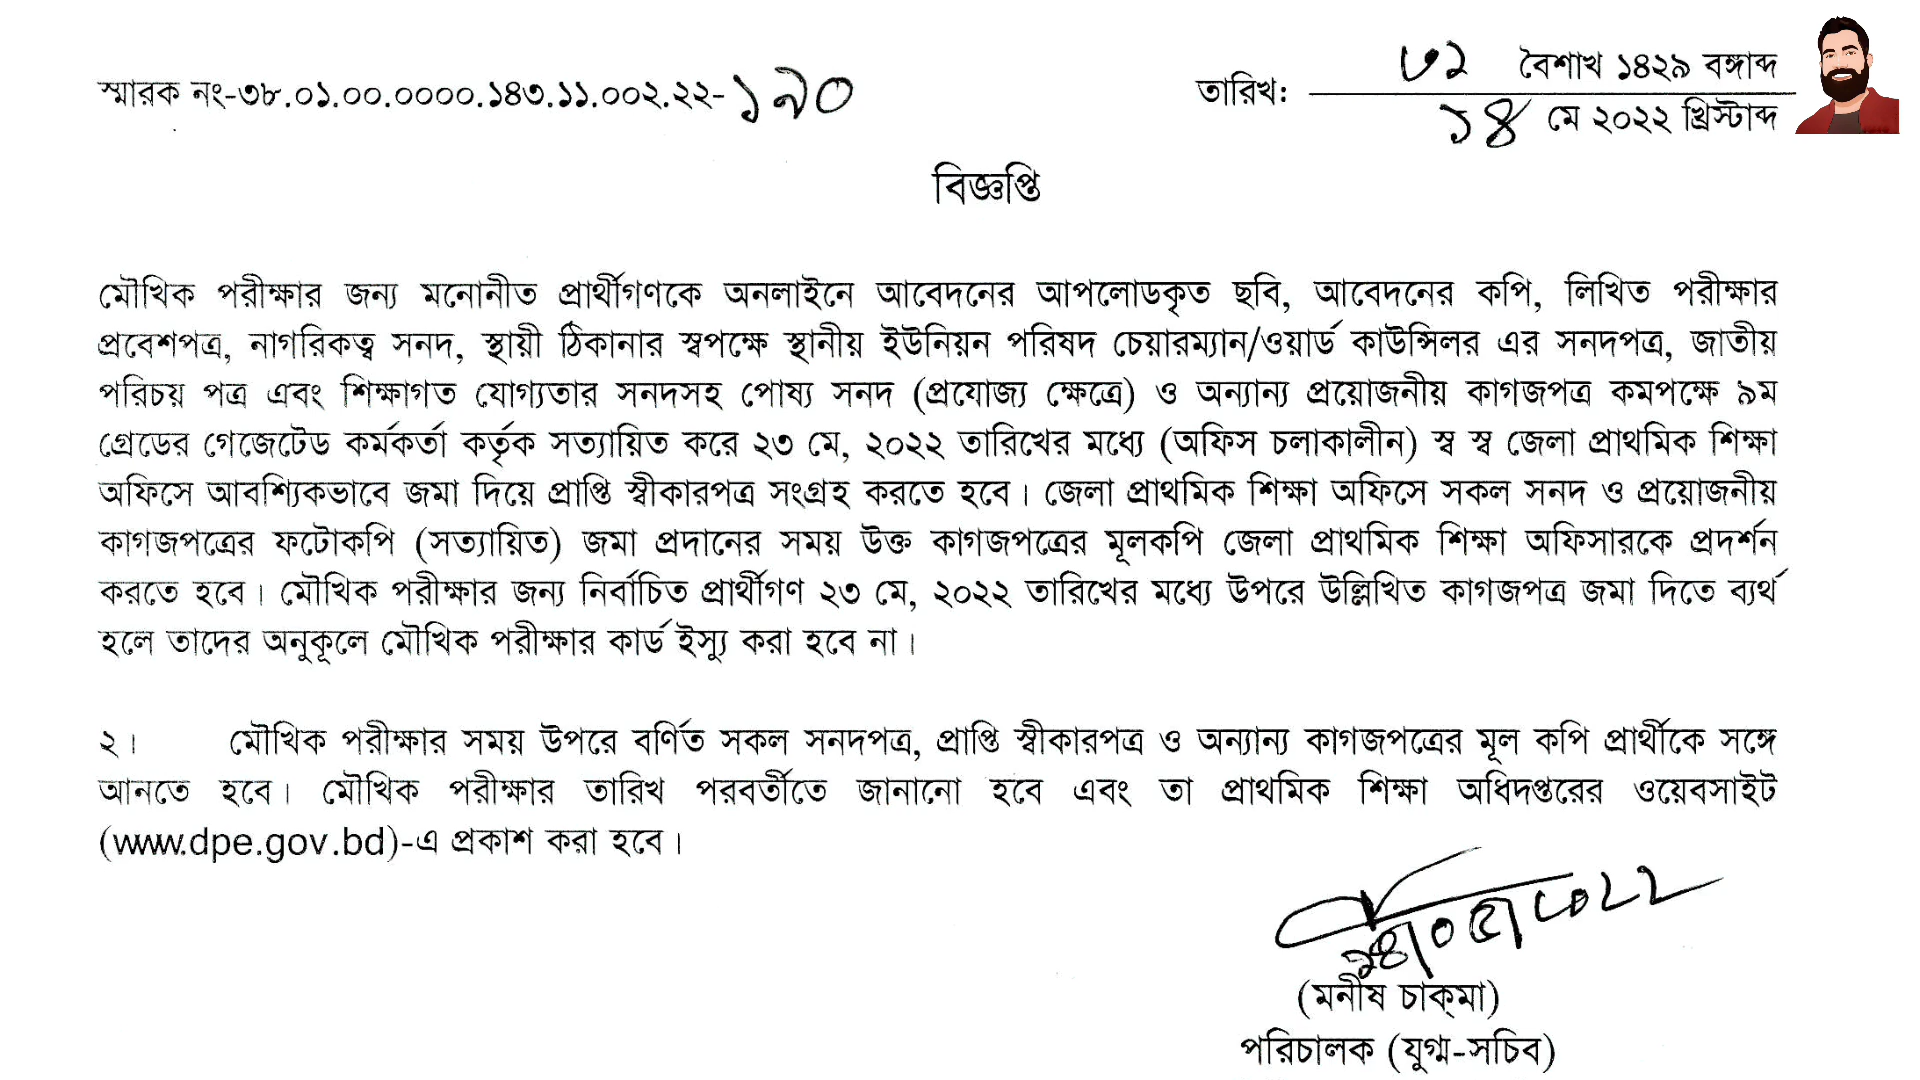 স্মারক নং-৩৮.০১.০০.০০০০.১৪৩.১১.০০২.২২-১৯০
তারিখ:
৩১ বৈশাখ ১৪২৯ বঙ্গাব্দ
১৪ মে ২০২২ খ্রিস্টাব্দ
বিজ্ঞপ্তি
মৌখিক পরীক্ষার জন্য মনোনীত প্রার্থীগণকে অনলাইনে আবেদনের আপলোডকৃত ছবি, আবেদনের কপি, লিখিত পরীক্ষার
প্রবেশপত্র, নাগরিকত্ব সনদ, স্থায়ী ঠিকানার স্বপক্ষে স্থানীয় ইউনিয়ন পরিষদ চেয়ারম্যান/ওয়ার্ড কাউন্সিলর এর সনদপত্র, জাতীয়
পরিচয় পত্র এবং শিক্ষাগত যোগ্যতার সনদসহ পোষ্য সনদ (প্রযোজ্য ক্ষেত্রে) ও অন্যান্য প্রয়োজনীয় কাগজপত্র কমপক্ষে ৯ম
গ্রেডের গেজেটেড কর্মকর্তা কর্তৃক সত্যায়িত করে ২৩ মে, ২০২২ তারিখের মধ্যে (অফিস চলাকালীন) স্ব স্ব জেলা প্রাথমিক শিক্ষা
অফিসে আবশ্যিকভাবে জমা দিয়ে প্রাপ্তি স্বীকারপত্র সংগ্রহ করতে হবে। জেলা প্রাথমিক শিক্ষা অফিসে সকল সনদ ও প্রয়োজনীয়
কাগজপত্রের ফটোকপি (সত্যায়িত) জমা প্রদানের সময় উক্ত কাগজপত্রের মূলকপি জেলা প্রাথমিক শিক্ষা অফিসারকে প্রদর্শন
করতে হবে। মৌখিক পরীক্ষার জন্য নির্বাচিত প্রার্থীগণ ২৩ মে, ২০২২ তারিখের মধ্যে উপরে উল্লিখিত কাগজপত্র জমা দিতে ব্যর্থ
হলে তাদের অনুকূলে মৌখিক পরীক্ষার কার্ড ইস্যু করা হবে না।
২। মৌখিক পরীক্ষার সময় উপরে বর্ণিত সকল সনদপত্র, প্রাপ্তি স্বীকারপত্র ও অন্যান্য কাগজপত্রের মূল কপি প্রার্থীকে সঙ্গে
আনতে হবে। মৌখিক পরীক্ষার তারিখ পরবর্তীতে জানানো হবে এবং তা প্রাথমিক শিক্ষা অধিদপ্তরের ওয়েবসাইট
(www.dpe.gov.bd)-এ প্রকাশ করা হবে।
১৪/০৫/২০২২
(মনীষ চাক্‌মা)
পরিচালক (যুগ্ম-সচিব)